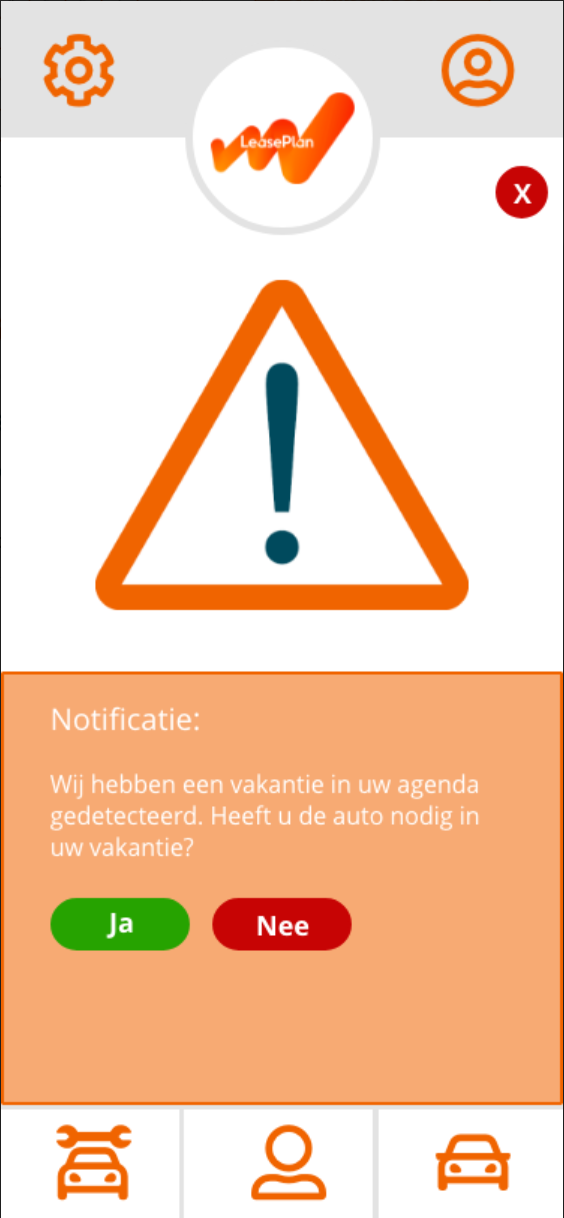 LeasePlan
X
Notificatie:
Wij hebben een vakantie in uw agenda
gedetecteerd. Heeft u de auto nodig in
uw vakantie?
Ja
Nee